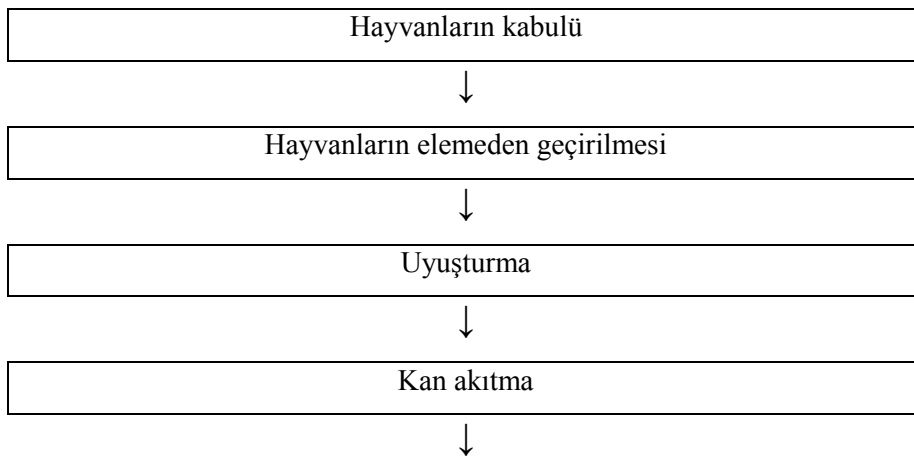 Hayvanların kabulü
↓
Hayvanların elemeden geçirilmesi
↓
Uyuşturma
↓
Kan akıtma
↓